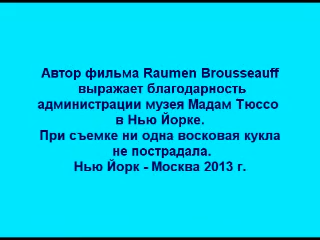 Автор фильма Raumen Brousseauff
выражает благодарность
администрации музея Мадам Тюссо
в Нью Йорке.
При съемке ни одна восковая кукла
не пострадала.
Нью Йорк - Москва 2013 г.